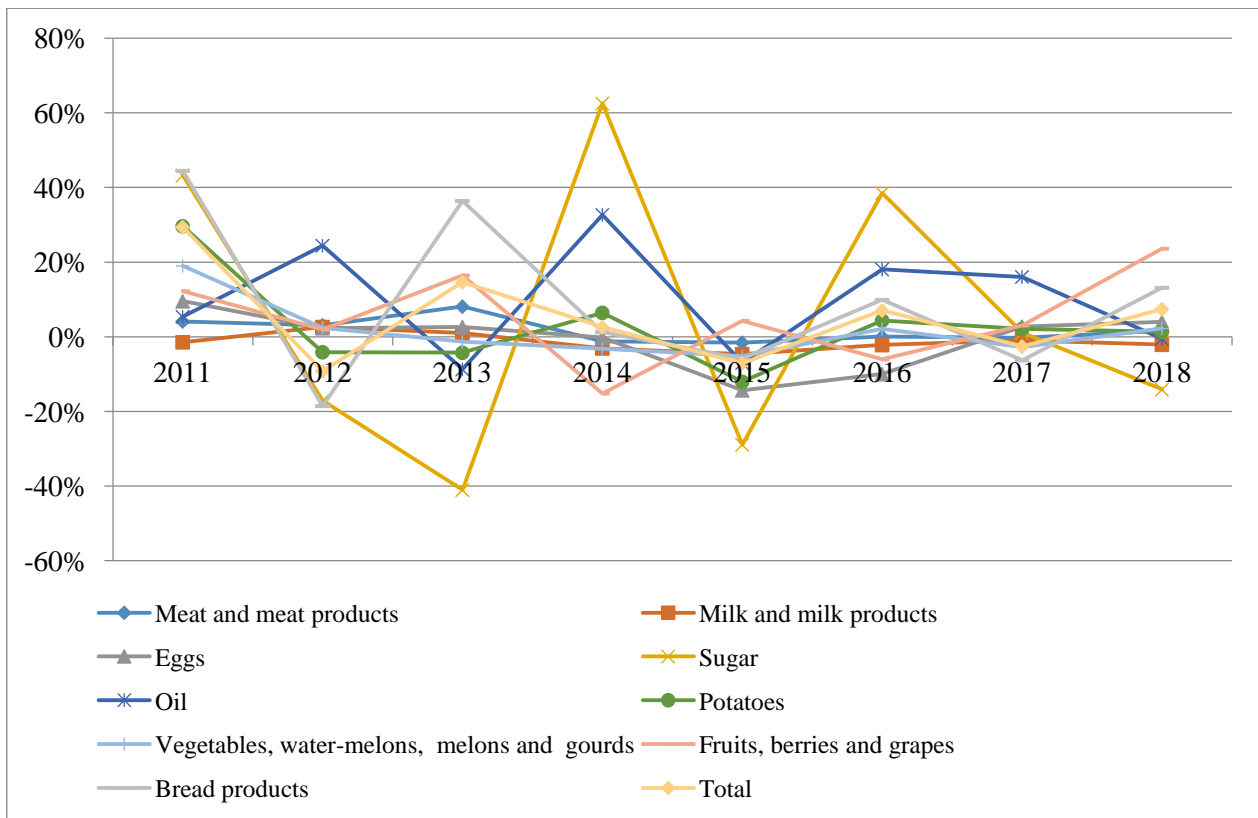 80%
60%
40%
20%
0%
2011 2012 2013 2014 2015 2016 2017 2018
-20%
-40%
-60%
Meat and meat products
Milk and milk products
Eggs
Sugar
Oil
Potatoes
Vegetables, water-melons, melons and gourds
Fruits, berries and grapes
Bread products
Total